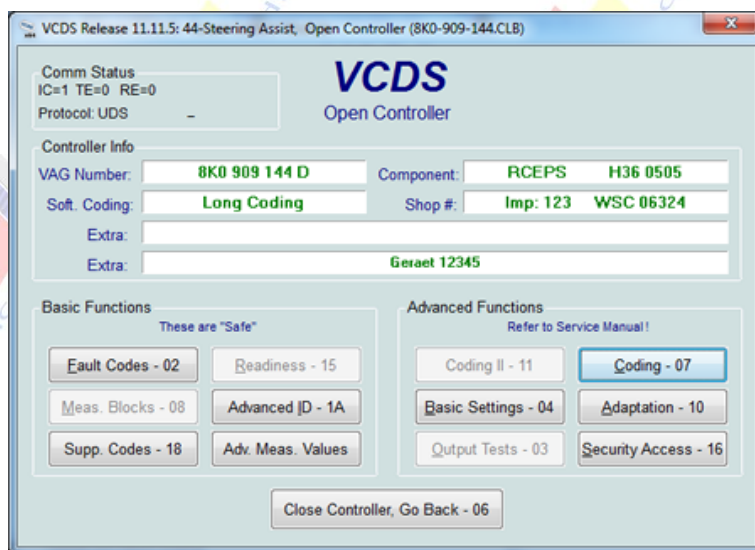 VCDS Release 11.11.5: 44-Steering Assist, Open Controller (8K0-909-144.CLB)
Comm Status
IC=1 TE=0 RE=0
Protocol: UDS –
VCDS
Open Controller
Controller Info
VAG Number: 8K0 909 144 D Component: RCEPS H36 0505
Soft. Coding: Long Coding Shop #: Imp: 123 WSC 06324
Extra:
Extra: Geraet 12345
Basic Functions
These are "Safe"
Fault Codes - 02 Readiness - 15
Meas. Blocks - 08 Advanced ID - 1A
Supp. Codes - 18 Adv. Meas. Values
Advanced Functions
Refer to Service Manual!
Coding II - 11 Coding - 07
Basic Settings - 04 Adaptation - 10
Output Tests - 03 Security Access - 16
Close Controller, Go Back - 06